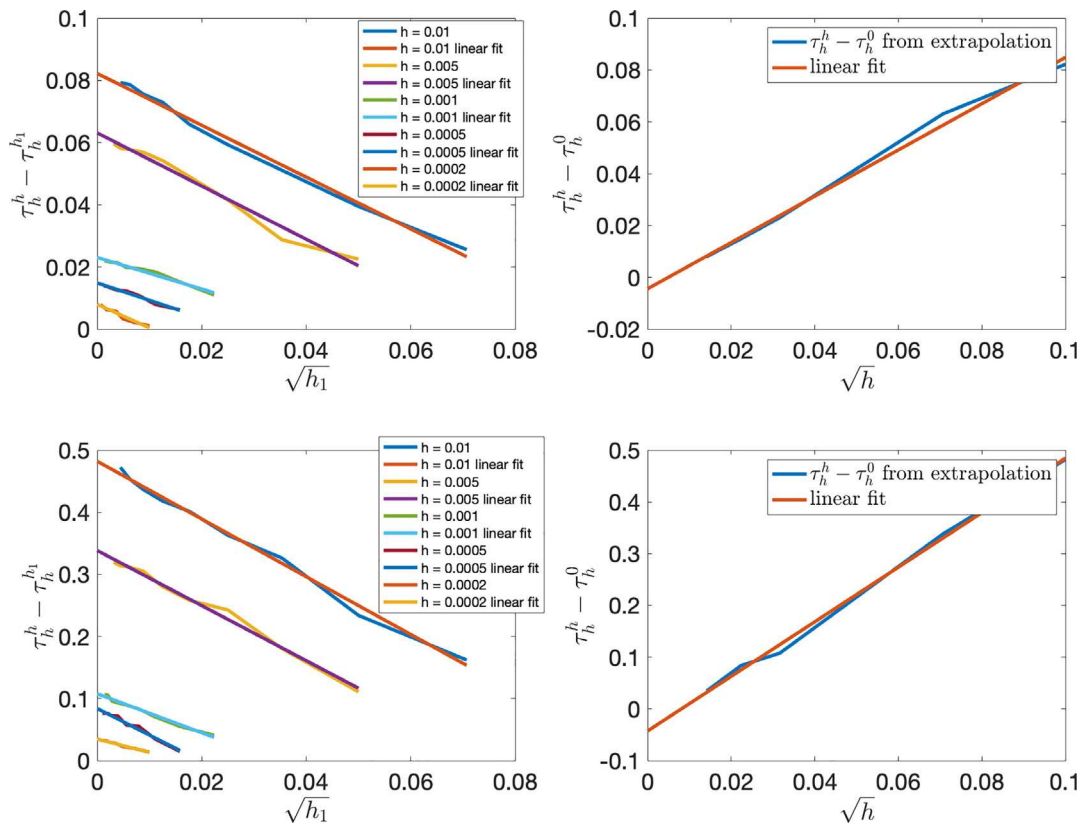 0.1
0.08
0.06
0.04
0.02
0
τ_h^h − τ_h^{h_1}
h = 0.01
h = 0.01 linear fit
h = 0.005
h = 0.005 linear fit
h = 0.001
h = 0.001 linear fit
h = 0.0005
h = 0.0005 linear fit
h = 0.0002
h = 0.0002 linear fit
0 0.02 0.04 0.06 0.08
√h_1
0.1
0.08
0.06
0.04
0.02
0
-0.02
τ_h^h − τ_h^0
τ_h^h − τ_h^0 from extrapolation
linear fit
0 0.02 0.04 0.06 0.08 0.1
√h
0.5
0.4
0.3
0.2
0.1
0
τ_h^h − τ_h^{h_1}
h = 0.01
h = 0.01 linear fit
h = 0.005
h = 0.005 linear fit
h = 0.001
h = 0.001 linear fit
h = 0.0005
h = 0.0005 linear fit
h = 0.0002
h = 0.0002 linear fit
0 0.02 0.04 0.06 0.08
√h_1
0.5
0.4
0.3
0.2
0.1
0
-0.1
τ_h^h − τ_h^0
τ_h^h − τ_h^0 from extrapolation
linear fit
0 0.02 0.04 0.06 0.08 0.1
√h